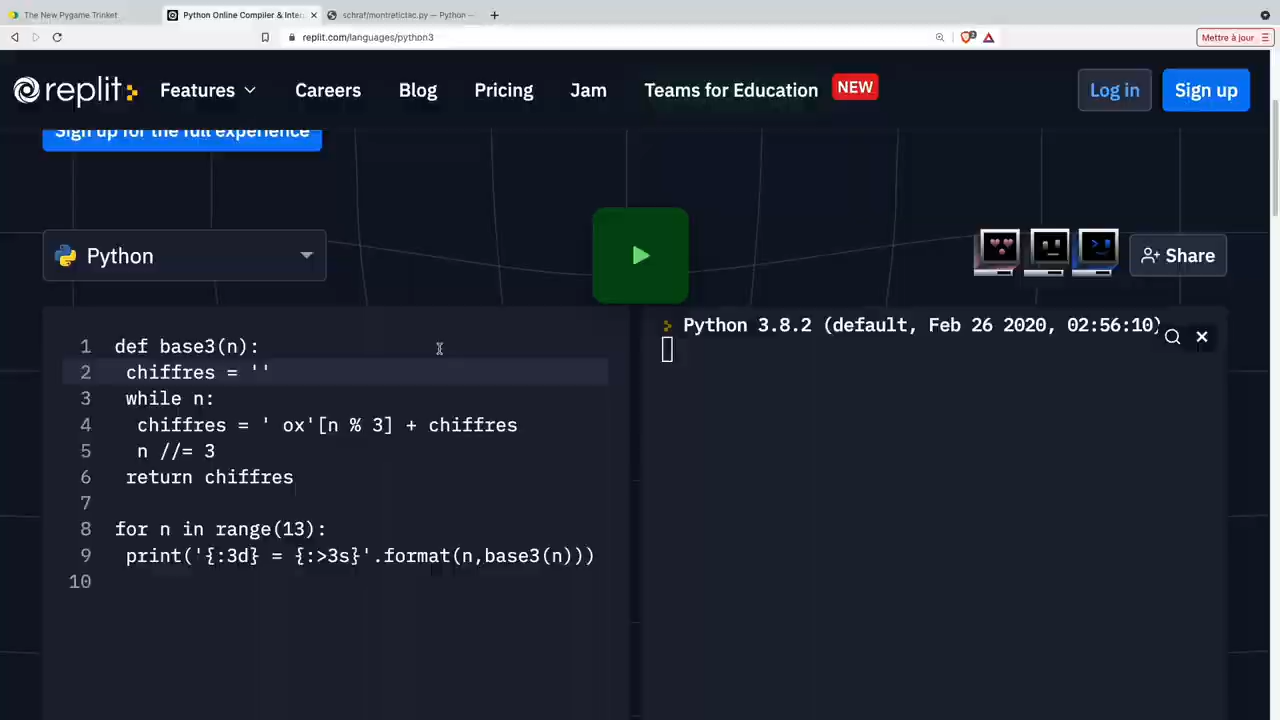 The New Pygame Trinket
Python Online Compiler & Inter
schraf/montretictac.py — Python
replit.com/languages/python3
Mettre à jour
replit
Features
Careers
Blog
Pricing
Jam
Teams for Education
NEW
Log in
Sign up
Sign up for the full experience
Python
Share
1 def base3(n):
2 chiffres = ''
3 while n:
4 chiffres = ' ox'[n % 3] + chiffres
5 n //= 3
6 return chiffres
7
8 for n in range(13):
9 print('{:3d} = {:>3s}'.format(n,base3(n)))
10
Python 3.8.2 (default, Feb 26 2020, 02:56:10)